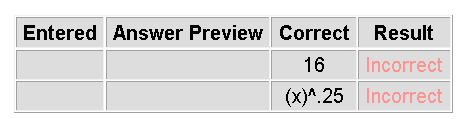 Entered Answer Preview Correct Result
16 Incorrect
(x)^.25 Incorrect